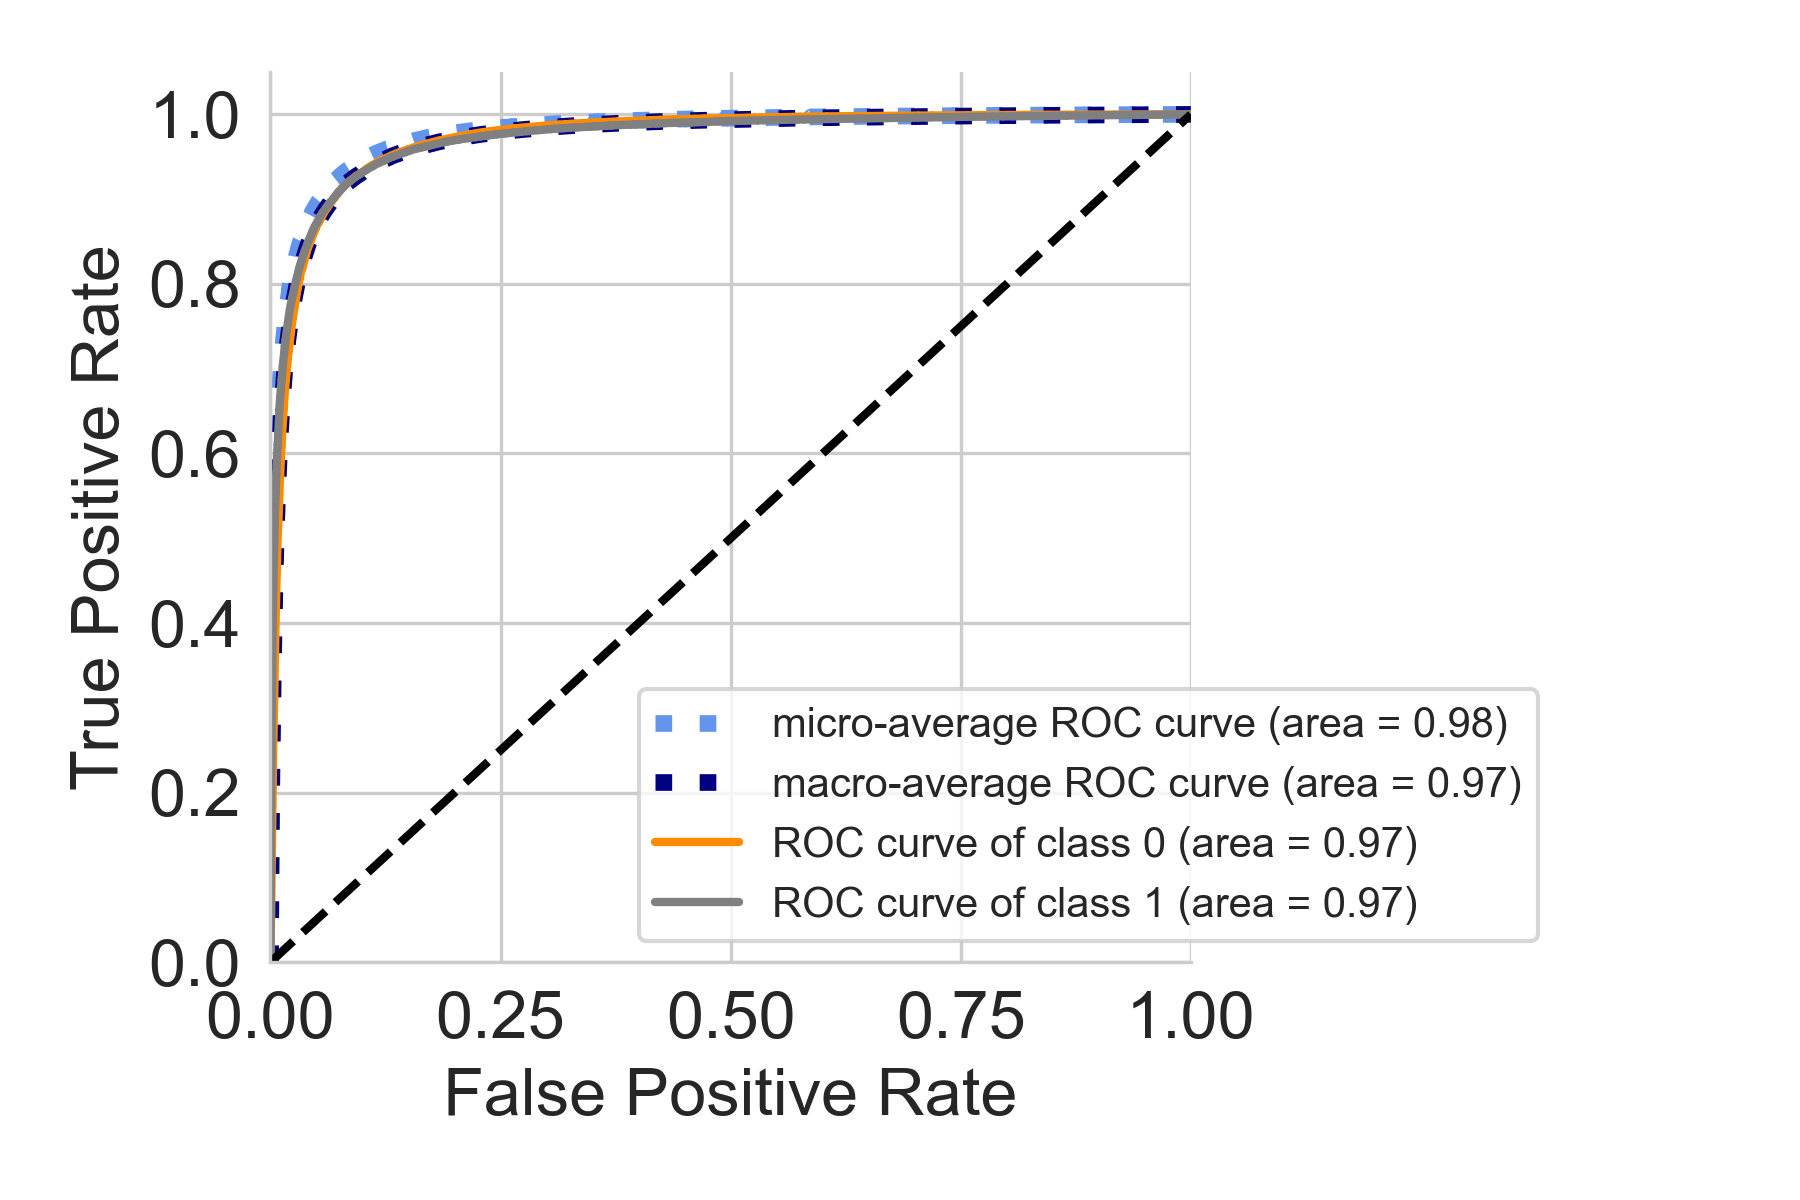 True Positive Rate
1.0
0.8
0.6
0.4
0.2
0.0
0.00 0.25 0.50 0.75 1.00
False Positive Rate
micro-average ROC curve (area = 0.98)
macro-average ROC curve (area = 0.97)
ROC curve of class 0 (area = 0.97)
ROC curve of class 1 (area = 0.97)